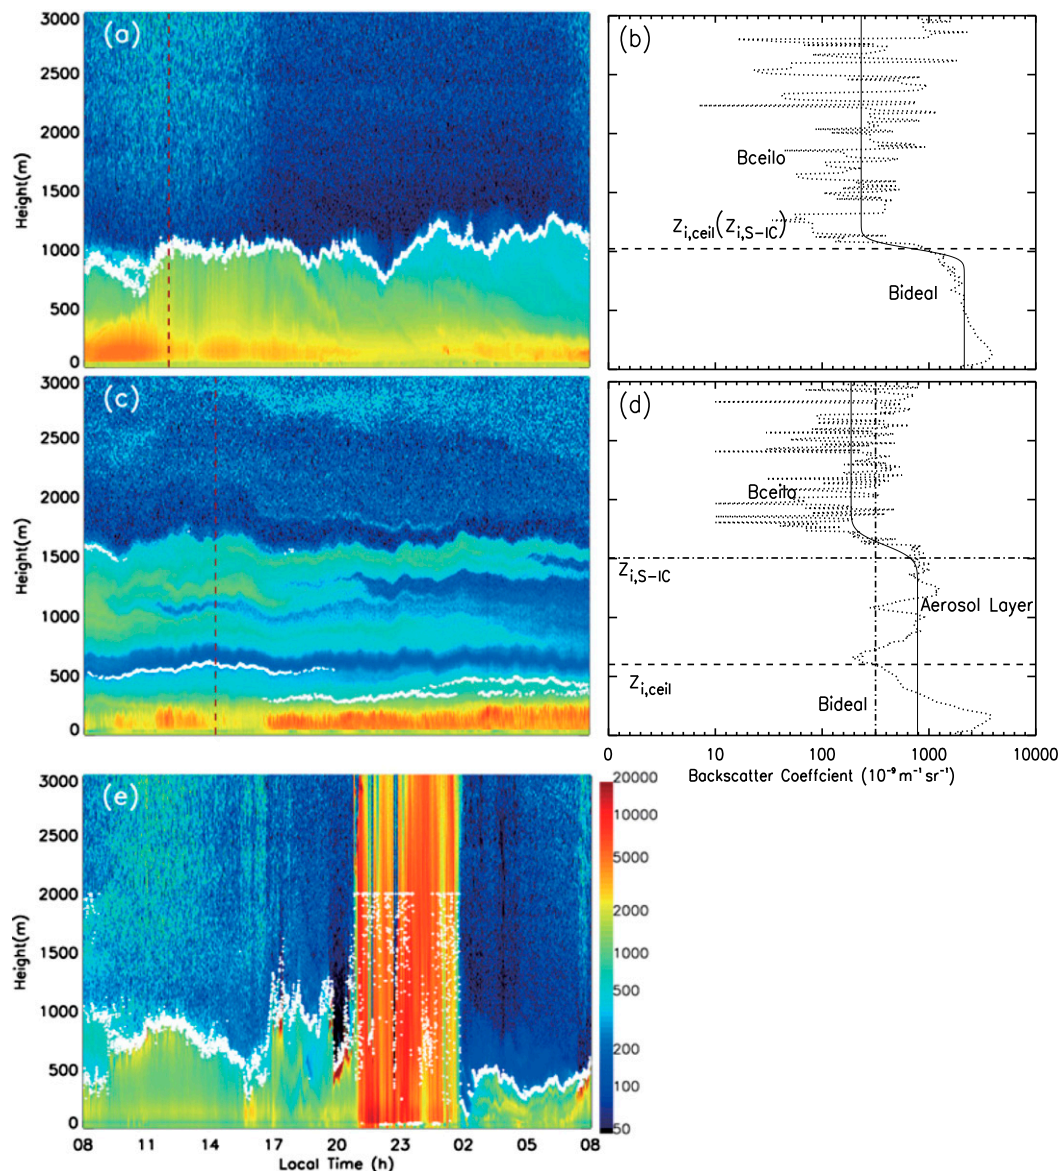 (a)
3000
2500
2000
1500
1000
500
0
Height(m)
(b)
Bceilo
Zi,ceil(Zi,S-IC)
Bideal
(c)
3000
2500
2000
1500
1000
500
0
Height(m)
(d)
Bceilo
Zi,S-IC
Aerosol Layer
Zi,ceil
Bideal
0 10 100 1000 10000
Backscatter Coeffcient (10⁻⁹ m⁻¹ sr⁻¹)
(e)
3000
2500
2000
1500
1000
500
0
Height(m)
20000
10000
5000
2000
1000
500
200
100
50
08 11 14 17 20 23 02 05 08
Local Time (h)